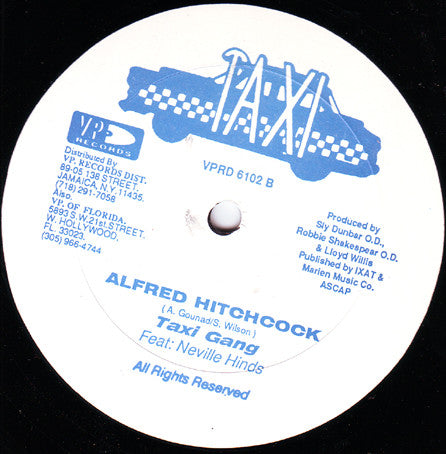 TAXI
VPRD 6102 B
VP
RECORDS
Distributed By
VP. RECORDS DIST.
89-05 138 STREET.
JAMAICA, N.Y. 11435.
(718) 291-7058
Also
VP. OF FLORIDA.
5893 S.W.21st.STREET.
W. HOLLYWOOD,
FL. 33023.
(305) 966-4744
Produced by
Sly Dunbar O.D.,
Robbie Shakespear O.D.
& Lloyd Willis
Published by IXAT &
Marien Music Co.
ASCAP
ALFRED HITCHCOCK
( A. Gounad/S. Wilson )
Taxi Gang
Feat: Neville Hinds
All Rights Reserved